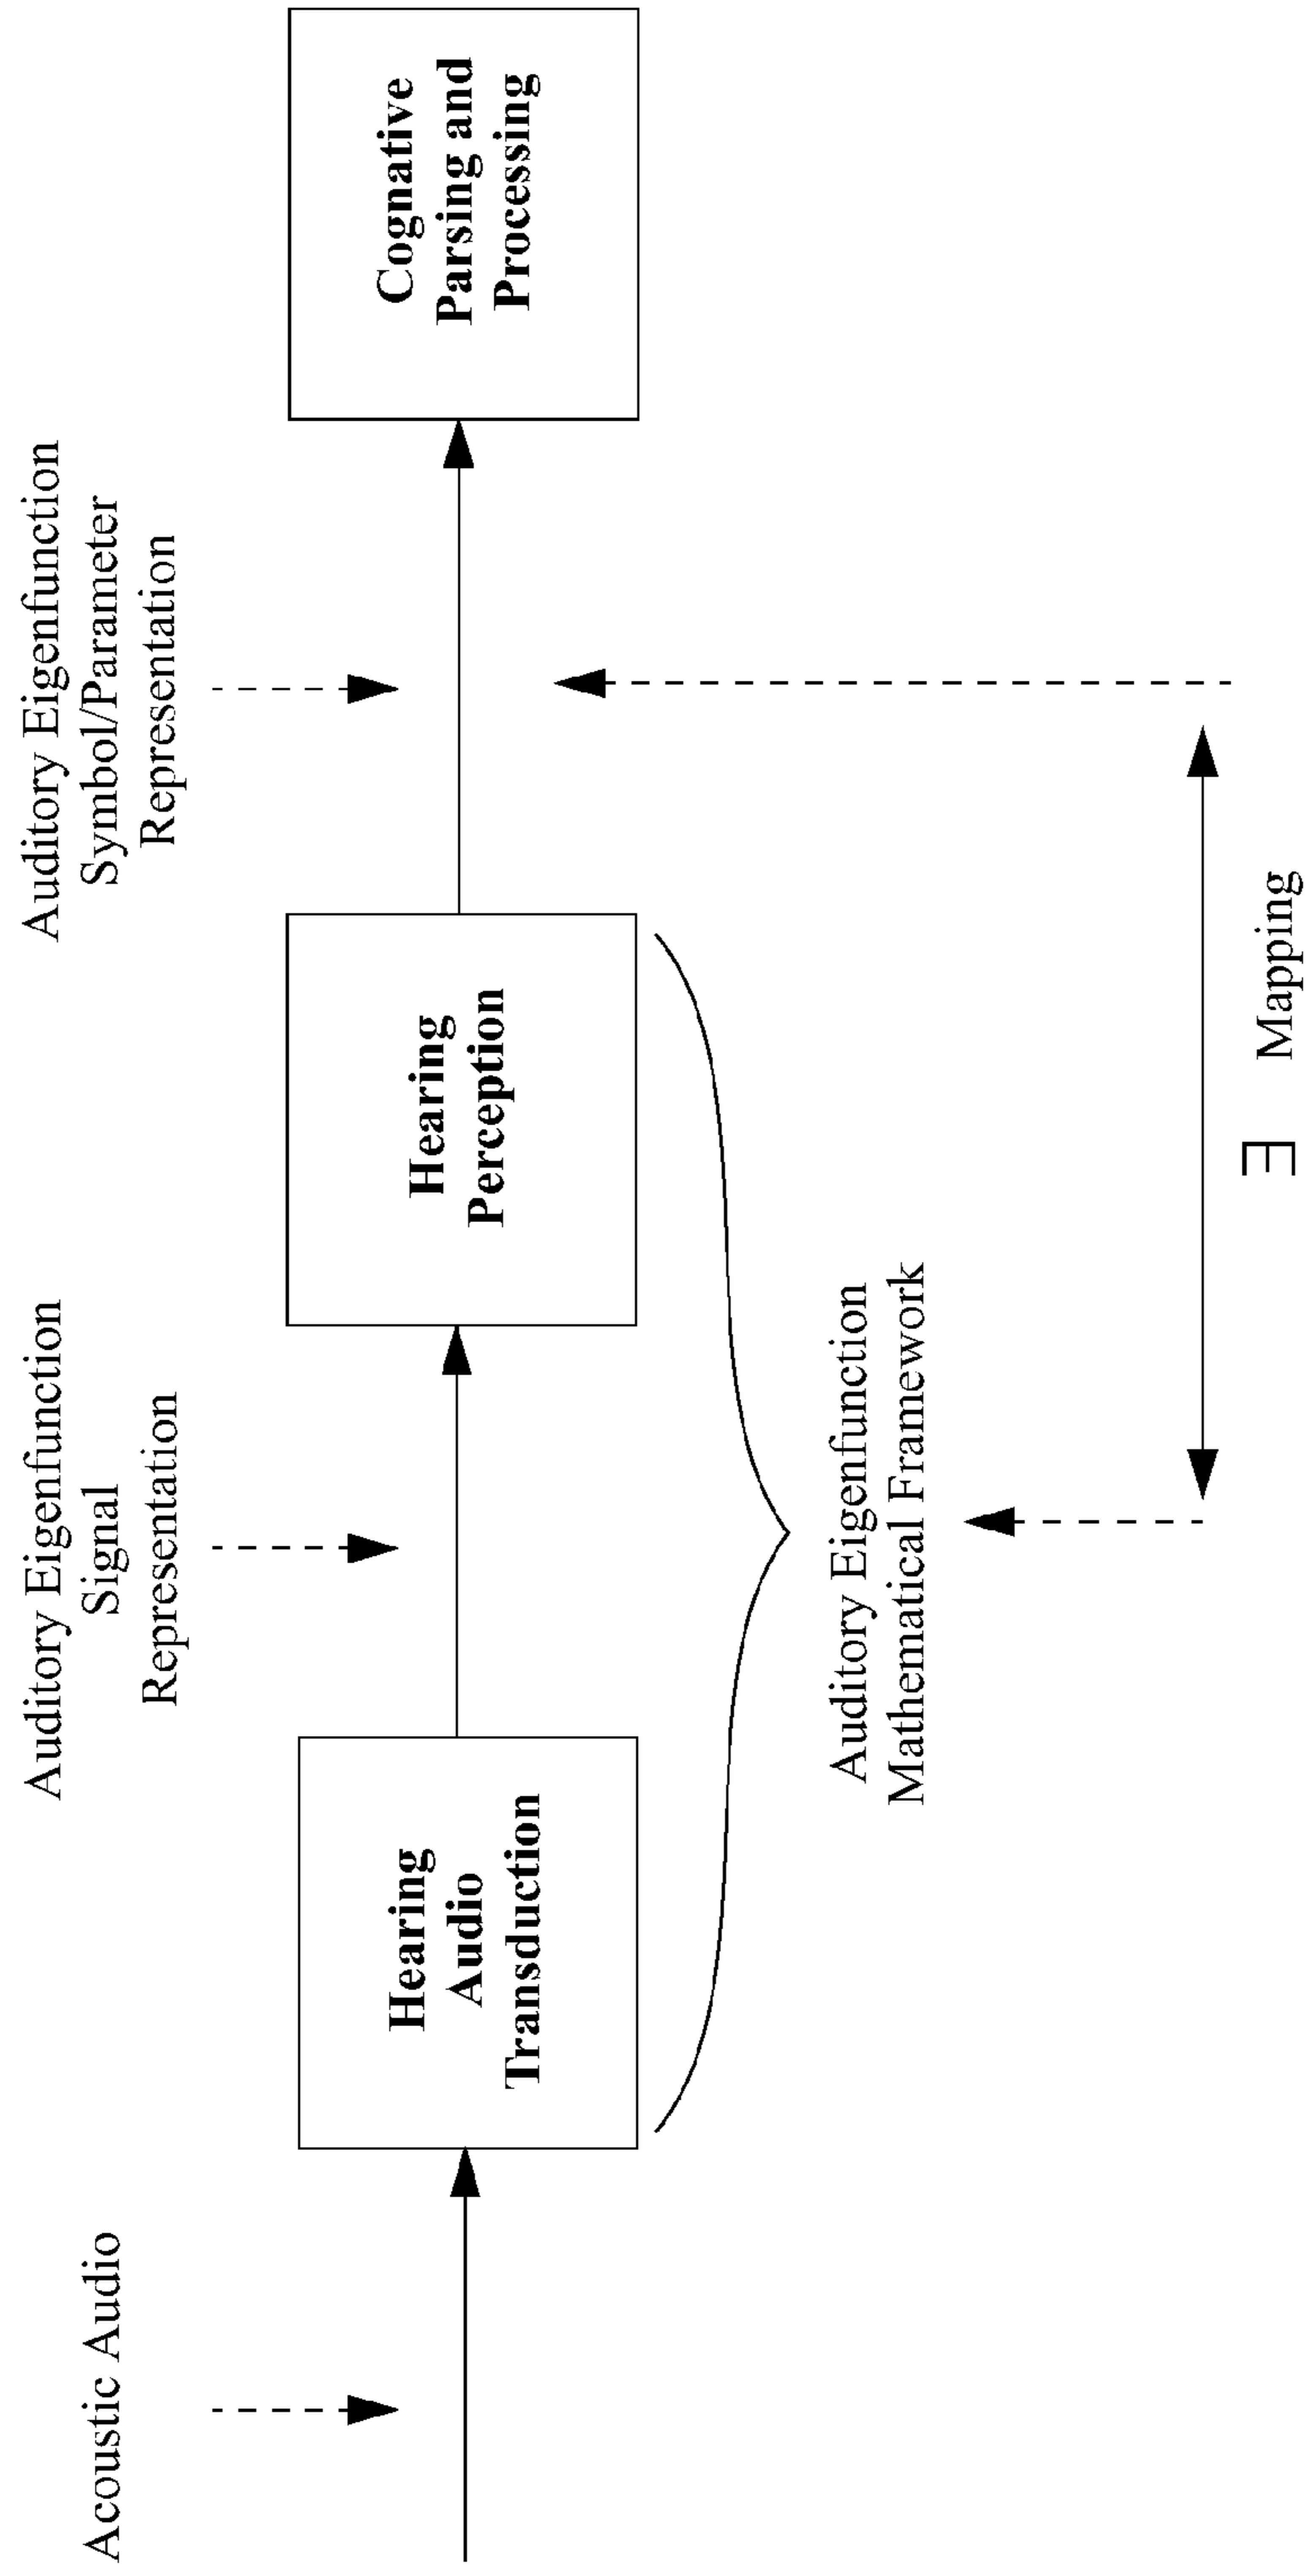 Acoustic Audio
Auditory Eigenfunction
Signal
Representation
Auditory Eigenfunction
Symbol/Parameter
Representation
Hearing
Audio
Transduction
Hearing
Perception
Cognative
Parsing and
Processing
Auditory Eigenfunction
Mathematical Framework
∃ Mapping